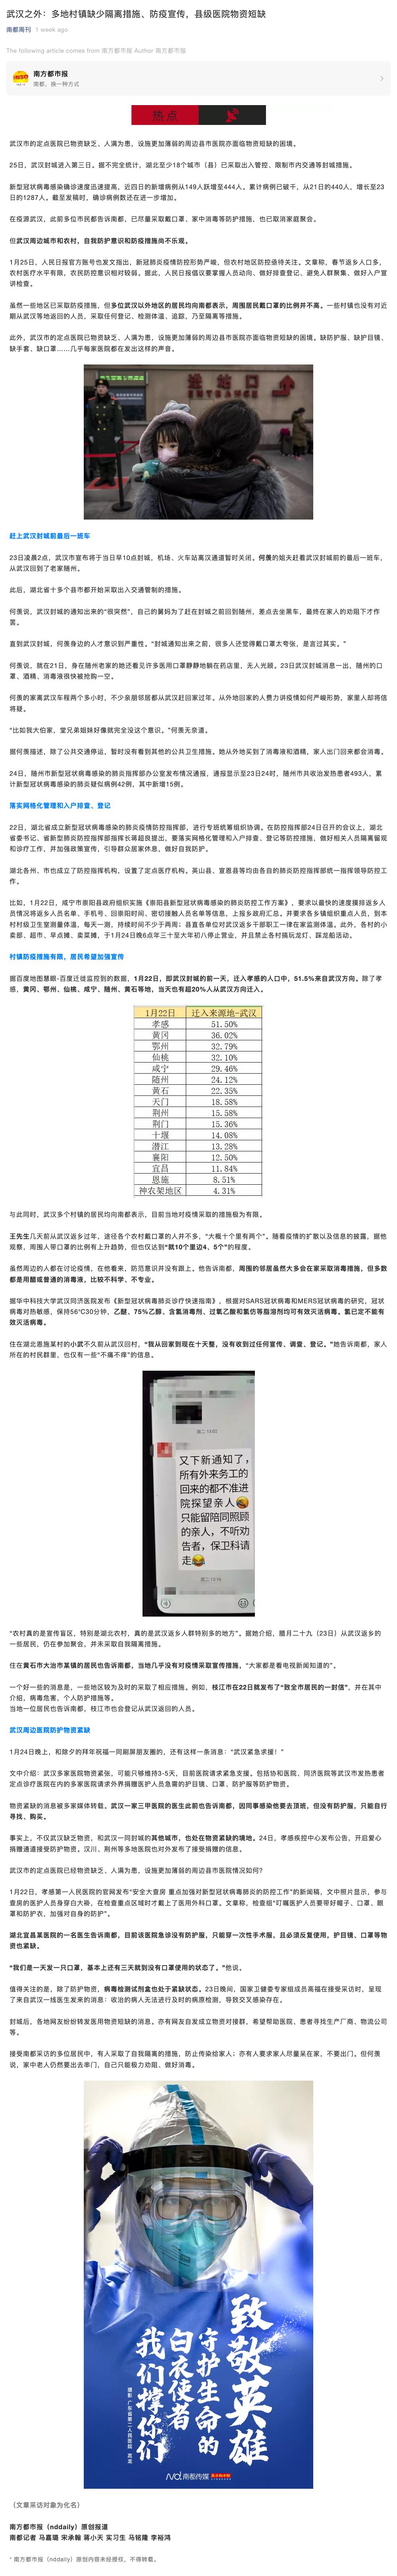 武汉之外：多地村镇缺少隔离措施、防疫宣传，县级医院物资短缺
南都周刊 1 week ago
The following article comes from 南方都市报 Author 南方都市报
南方都市报
南都，换一种方式
热点
武汉市的定点医院已物资缺乏、人满为患，设施更加薄弱的周边县市医院亦面临物资短缺的困境。
25日，武汉封城进入第三日。据不完全统计，湖北至少18个城市（县）已采取出入管控、限制市内交通等封城措施。
新型冠状病毒感染确诊速度迅速提高，近四日的新增病例从149人跃增至444人。累计病例已破千，从21日的440人，增长至23
日的1287人。截至发稿时，确诊病例数还在进一步增加。
在疫源武汉，此前多位市民都告诉南都，已尽量采取戴口罩、家中消毒等防护措施，也已取消家庭聚会。
但武汉周边城市和农村，自我防护意识和防疫措施尚不乐观。
1月25日，人民日报官方账号也发文指出，新冠肺炎疫情防控形势严峻，但农村地区防控亟待关注。文章称，春节返乡人口多，
农村医疗水平有限，农民防控意识相对较弱。据此，人民日报倡议要掌握人员动向、做好排查登记、避免人群聚集、做好入户宣
讲检查。
虽然一些地区已采取防疫措施，但多位武汉以外地区的居民均向南都表示，周围居民戴口罩的比例并不高。一些村镇也没有对近
期从武汉等地返回的人员，采取任何登记、检测体温、追踪，乃至隔离等措施。
此外，武汉市的定点医院已物资缺乏、人满为患，设施更加薄弱的周边县市医院亦面临物资短缺的困境。缺防护服、缺护目镜、
缺手套、缺口罩……几乎每家医院都在发出这样的声音。
进站口
ENTRANCE
赶上武汉封城前最后一班车
23日凌晨2点，武汉市宣布将于当日早10点封城，机场、火车站离汉通道暂时关闭。何羡的姐夫赶着武汉封城前的最后一班车，
从武汉回到了老家随州。
此后，湖北省十多个县市都开始采取出入交通管制的措施。
何羡说，武汉封城的通知出来的“很突然”，自己的舅妈为了赶在封城之前回到随州，差点去坐黑车，最终在家人的劝阻下才作
罢。
直到武汉封城，何羡身边的人才意识到严重性。“封城通知出来之前，很多人还觉得戴口罩太夸张，是言过其实。”
何羡说，就在21日，身在随州老家的她还看见许多医用口罩静静地躺在药店里，无人光顾。23日武汉封城消息一出，随州的口
罩、酒精、消毒液很快被抢购一空。
何羡的家离武汉车程两个多小时，不少亲朋邻居都从武汉赶回家过年。从外地回家的人费力讲疫情如何严峻形势，家里人却将信
将疑。
“比如我大伯家，堂兄弟姐妹好像就完全没这个意识。”何羡无奈道。
据何羡描述，除了公共交通停运，暂时没有看到其他的公共卫生措施。她从外地买到了消毒液和酒精，家人出门回来都会消毒。
24日，随州市新型冠状病毒感染的肺炎指挥部办公室发布情况通报，通报显示至23日24时，随州市共收治发热患者493人，累
计新型冠状病毒感染的肺炎疑似病例42例，其中新增15例。
落实网格化管理和入户排查、登记
22日，湖北省成立新型冠状病毒感染的肺炎疫情防控指挥部，进行专班统筹组织协调。在防控指挥部24日召开的会议上，湖北
省委书记、省新型肺炎防控指挥部指挥长蒋超良提出，要落实网格化管理和入户排查、登记等防控措施，做好相关人员隔离留观
和诊疗工作，并加强政策宣传，引导群众居家休息、做好自我防护。
湖北各州、市也成立了防控指挥机构，设置了定点医疗机构。英山县、宣恩县等均由各自的肺炎防控指挥部统一指挥领导防控工
作。
比如，1月22日，咸宁市崇阳县政府组织实施《崇阳县新型冠状病毒感染的肺炎防控工作方案》，要求以最快的速度摸排返乡人
员情况将返乡人员名单、手机号、回崇阳时间、密切接触人员名单等信息，上报乡政府汇总。并要求各乡镇组织重点人员，到本
村村级卫生室测量体温，每天一测，持续时间不少于两周：县直各单位对武汉返乡干部职工一律在家监测体温。此外，各村的小
卖部、超市、早点摊、卖菜摊，于1月24日晚6点年三十至大年初八停止营业，并且禁止各村搞玩龙灯、踩龙船活动。
村镇防疫措施有限，居民希望加强宣传
据百度地图慧眼-百度迁徙监控到的数据，1月22日，即武汉封城的前一天，迁入孝感的人口中，51.5%来自武汉方向。除了孝
感，黄冈、鄂州、仙桃、咸宁、随州、黄石等地，当天也有超20%人从武汉方向迁入。
1月22日 迁入来源地-武汉
孝感 51.50%
黄冈 36.02%
鄂州 32.79%
仙桃 32.10%
咸宁 29.46%
随州 24.12%
黄石 22.35%
天门 18.58%
荆州 15.58%
荆门 15.36%
十堰 14.08%
潜江 13.28%
襄阳 12.50%
宜昌 11.84%
恩施 8.51%
神农架地区 4.31%
与此同时，武汉多个村镇的居民均向南都表示，目前当地对疫情采取的措施极为有限。
王先生几天前从武汉返乡过年，途径各个农村戴口罩的人并不多，“大概十个里有两个”。随着疫情的扩散以及信息的披露，据他
观察，周围人带口罩的比例有上升趋势，但也仅达到“就10个里边4、5个”的程度。
虽然周边的人都在讨论疫情，在他看来，防范意识并没有跟上。他告诉南都，周围的邻居虽然大多会在家采取消毒措施，但多数
都是用醋或普通的消毒液，比较不科学、不专业。
据华中科技大学武汉同济医院发布《新型冠状病毒肺炎诊疗快速指南》，根据对SARS冠状病毒和MERS冠状病毒的研究，冠状
病毒对热敏感，保持56°C30分钟，乙醚，75%乙醇、含氯消毒剂、过氧乙酸和氯仿等脂溶剂均可有效灭活病毒。氯已定不能有
效灭活病毒。
住在湖北恩施某村的小武不久前从武汉回村，“我从回家到现在十天整，没有收到过任何宣传、调查、登记。”她告诉南都，家人
所在的村民群里，也仅有一些“不痛不痒”的信息。
又下新通知了，
所有外来务工的
回来的都不准进
院探望亲人
只能留陪同照顾
的亲人，不听劝
告者，保卫科请
走
“农村真的是宣传盲区，特别是湖北农村，真的是武汉返乡人群特别多的地方”。据她介绍，腊月二十九（23日）从武汉返乡的
一些居民，仍在参加聚会，并未采取自我隔离措施。
住在黄石市大冶市某镇的居民也告诉南都，当地几乎没有对疫情采取宣传措施，“大家都是看电视新闻知道的”。
一个好一些的消息是，一些地区较为及时的采取了相应措施。例如，枝江市在22日就发布了“致全市居民的一封信”，并在其中
介绍，病毒危害、个人防护措施等。
当地一位居民也告诉南都，枝江市也会登记从武汉返回的人员。
武汉周边医院防护物资紧缺
1月24日晚上，和除夕的拜年祝福一同刷屏朋友圈的，还有这样一条消息：“武汉紧急求援！”
文中介绍：武汉多家医院物资紧张，可能只够维持3-5天，目前医院请求紧急支援。包括协和医院、同济医院等武汉市发热患者
定点诊疗医院在内的多家医院请求外界捐赠医护人员急需的护目镜、口罩、防护服等防护物资。
物资紧缺的消息被多家媒体转载。武汉一家三甲医院的医生此前也告诉南都，因同事感染他要去顶班，但没有防护服，只能自行
寻找、购买。
事实上，不仅武汉缺乏物资，和武汉一同封城的其他城市，也处在物资紧缺的境地。24日，孝感疾控中心发布公告，开启爱心
捐赠通道接受防护物资。汉川、荆州等多地医院也对外发布了接受捐赠的信息。
武汉市的定点医院已经物资缺乏、人满为患，设施更加薄弱的周边县市医院情况如何？
1月22日，孝感第一人民医院的官网发布“安全大查房 重点加强对新型冠状病毒肺炎的防控工作”的新闻稿，文中照片显示，参与
查房的医护人员身穿白大褂，在检查重点区域时才戴上了医用外科口罩。文章称，检查组“叮嘱医护人员要带好帽子、口罩、眼
罩和防护衣，加强对自身的防护”。
湖北宜县某医院的一名医生告诉南都，目前该医院急诊没有防护服，只能穿一次性手术服，且必须反复使用，护目镜、口罩等物
资也紧缺。
“我们是一天发一只口罩，基本上还有三天就到没有口罩使用的状态了。”他说。
值得关注的是，除了防护物资，病毒检测试剂盒也处于紧缺状态。23日晚间，国家卫健委专家组成员高福在接受采访时，呈现
了来自武汉一线医生发来的消息：收治的病人无法进行及时的病原检测，导致交叉感染存在。
封城后，各地网友纷纷转发医用物资短缺的消息。亦有网友自发成立物资对接群，希望帮助医院、患者寻找生产厂商、物流公司
等。
接受南都采访的多位居民中，有人采取了自我隔离的措施，防止传染给家人；亦有人要求家人尽量呆在家，不要出门。但何羡
说，家中老人仍然要出去串门，自己只能极力劝阻、做好消毒。
致敬英雄
守护生命的
白衣使者
我们等你们
南都传媒
（文章采访对象为化名）
南方都市报（nddaily）原创报道
南都记者 马嘉璐 宋承翰 蒋小天 实习生 马铭隆 李裕鸿
* 南方都市报（nddaily）原创内容未经授权，不得转载。